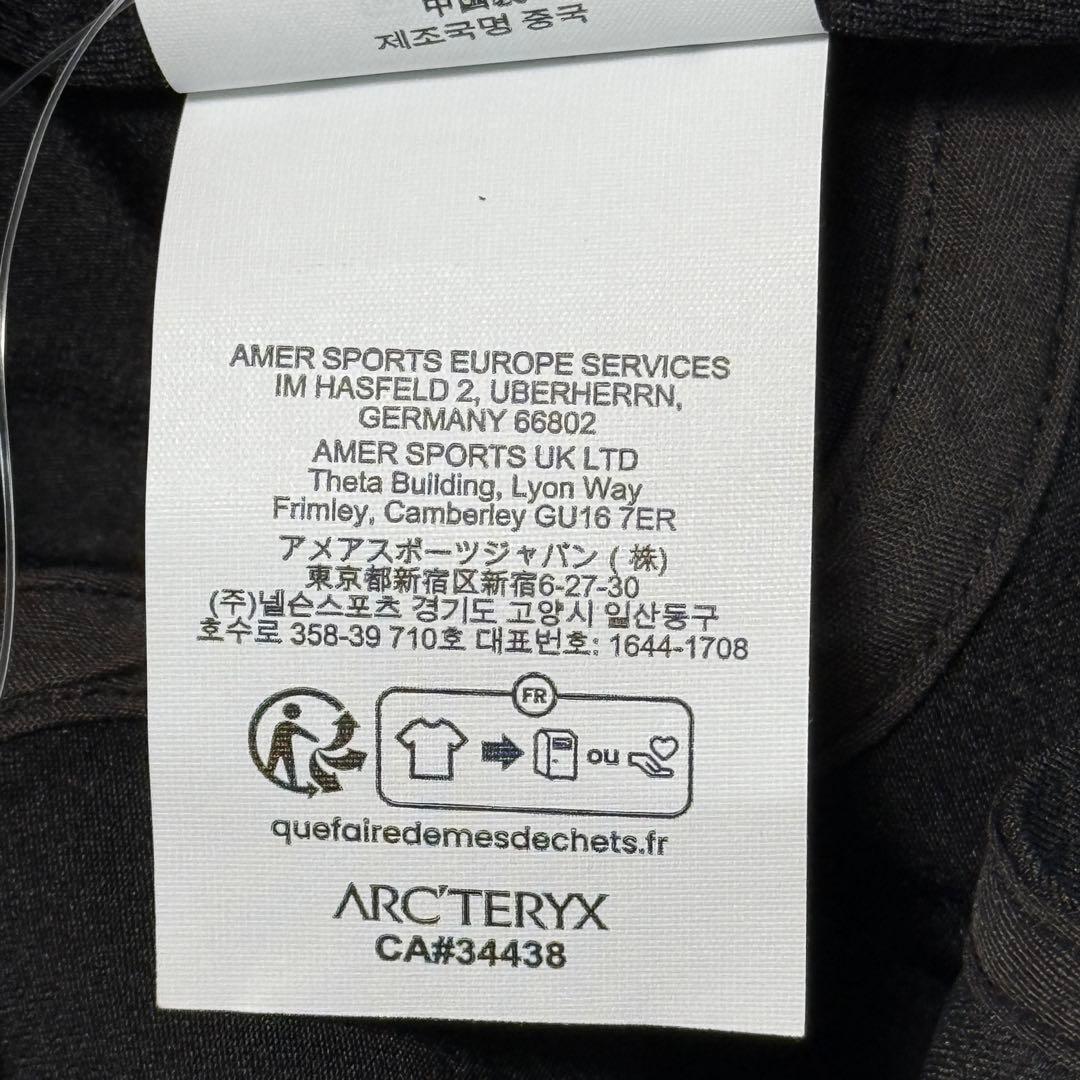 제조국명 중국
AMER SPORTS EUROPE SERVICES
IM HASFELD 2, UBERHERRN,
GERMANY 66802
AMER SPORTS UK LTD
Theta Building, Lyon Way
Frimley, Camberley GU16 7ER
アメアスポーツジャパン (株)
東京都新宿区新宿6-27-30
(주)넬슨스포츠 경기도 고양시 일산동구
호수로 358-39 710호 대표번호: 1644-1708
FR
ou
quefairedemesdechets.fr
ARC'TERYX
CA#34438